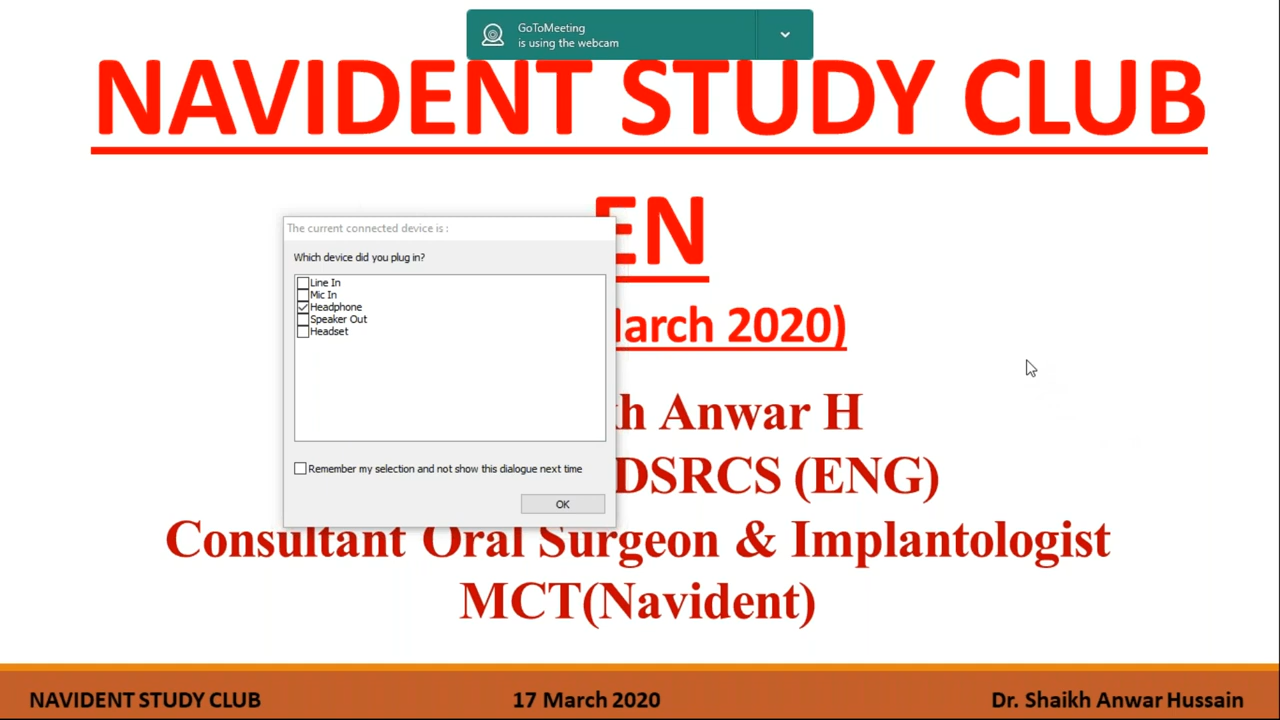 GoToMeeting
is using the webcam
NAVIDENT STUDY CLUB
EN
The current connected device is :
Which device did you plug in?
Line In
Mic In
Headphone
Speaker Out
Headset
Remember my selection and not show this dialogue next time
OK
arch 2020)
h Anwar H
DSRCS (ENG)
Consultant Oral Surgeon & Implantologist
MCT(Navident)
NAVIDENT STUDY CLUB
17 March 2020
Dr. Shaikh Anwar Hussain